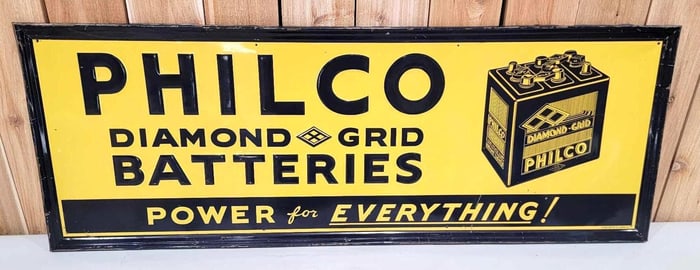 PHILCO
DIAMOND GRID
BATTERIES
POWER for EVERYTHING!
DIAMOND-GRID
PHILCO